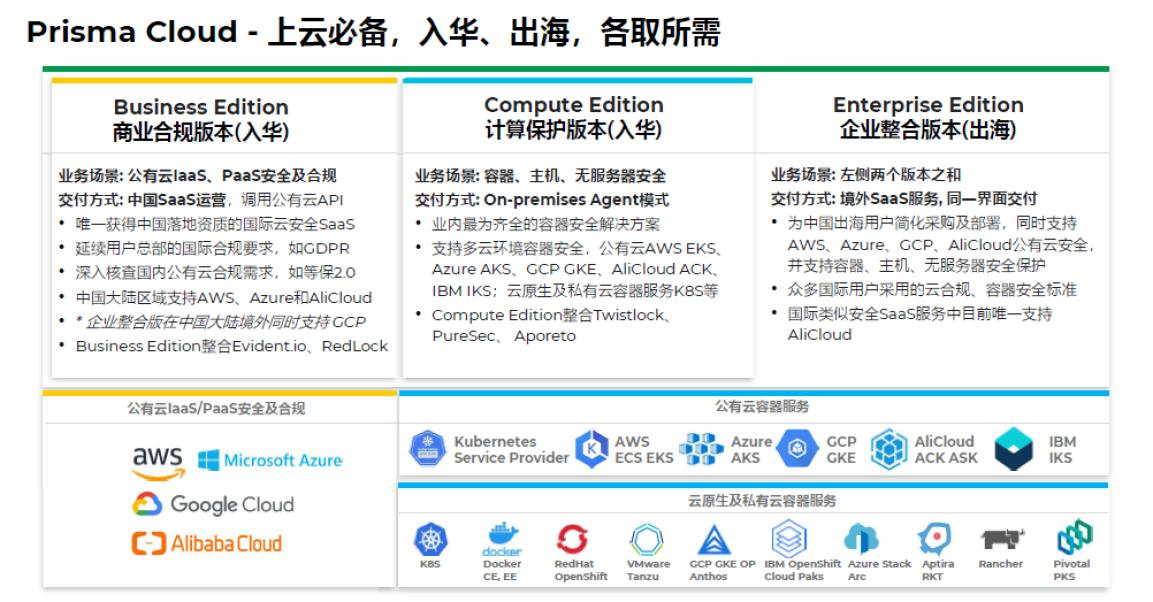 Prisma Cloud - 上云必备，入华、出海，各取所需
Business Edition
商业合规版本(入华)
业务场景: 公有云IaaS、PaaS安全及合规
交付方式: 中国SaaS运营，调用公有云API
• 唯一获得中国落地资质的国际云安全SaaS
• 延续用户总部的国际合规要求，如GDPR
• 深入核查国内公有云合规需求，如等保2.0
• 中国大陆区域支持AWS、Azure和AliCloud
• * 企业整合版在中国大陆境外同时支持 GCP
• Business Edition整合Evident.io、RedLock
Compute Edition
计算保护版本(入华)
业务场景: 容器、主机、无服务器安全
交付方式: On-premises Agent模式
• 业内最为齐全的容器安全解决方案
• 支持多云环境容器安全，公有云AWS EKS、
Azure AKS、GCP GKE、AliCloud ACK、
IBM IKS；云原生及私有云容器服务K8S等
• Compute Edition整合Twistlock、
PureSec、 Aporeto
Enterprise Edition
企业整合版本(出海)
业务场景: 左侧两个版本之和
交付方式: 境外SaaS服务, 同一界面交付
• 为中国出海用户简化采购及部署，同时支持
AWS、Azure、GCP、AliCloud公有云安全，
并支持容器、主机、无服务器安全保护
• 众多国际用户采用的云合规、容器安全标准
• 国际类似安全SaaS服务中目前唯一支持
AliCloud
公有云IaaS/PaaS安全及合规
aws Microsoft Azure
Google Cloud
Alibaba Cloud
公有云容器服务
Kubernetes
Service Provider
AWS
ECS EKS
Azure
AKS
GCP
GKE
AliCloud
ACK ASK
IBM
IKS
云原生及私有云容器服务
K8S
docker
Docker
CE, EE
RedHat
OpenShift
VMware
Tanzu
GCP GKE OP
Anthos
IBM OpenShift
Cloud Paks
Azure Stack
Arc
Aptira
RKT
Rancher
Pivotal
PKS